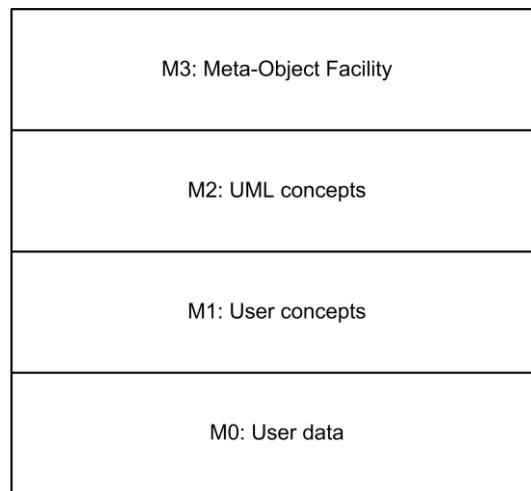 M3: Meta-Object Facility
M2: UML concepts
M1: User concepts
M0: User data